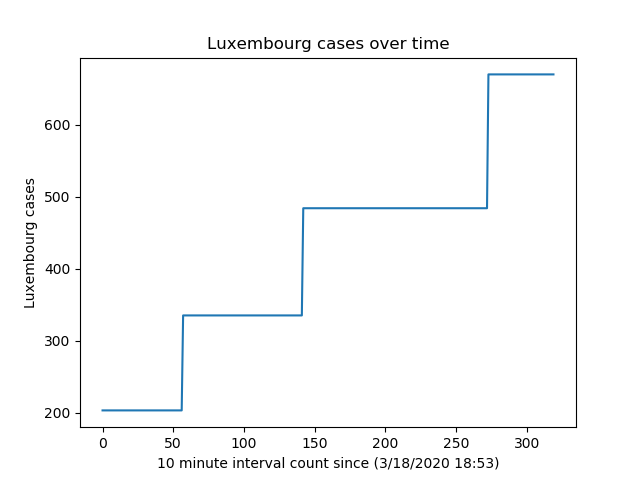 Luxembourg cases over time
600
500
400
300
200
Luxembourg cases
0 50 100 150 200 250 300
10 minute interval count since (3/18/2020 18:53)